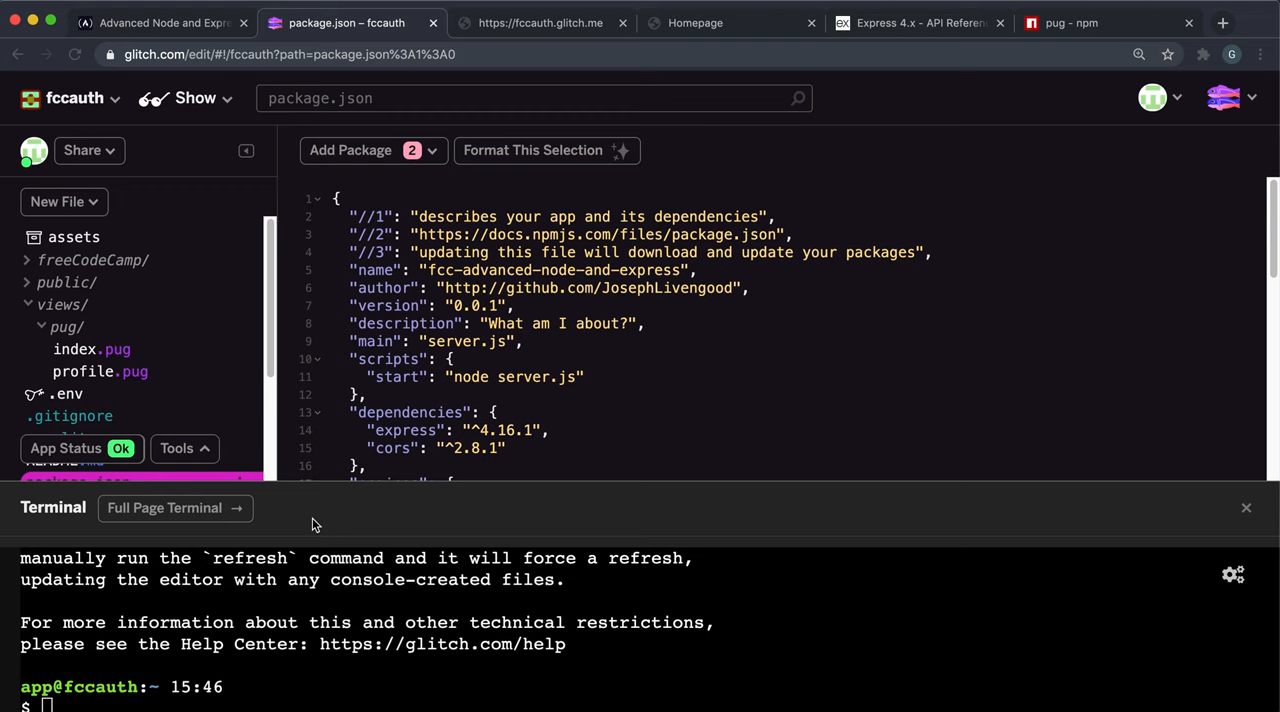 Advanced Node and Expre
package.json – fccauth
https://fccauth.glitch.me
Homepage
Express 4.x - API Referen
pug - npm
glitch.com/edit/#!/fccauth?path=package.json%3A1%3A0
G
fccauth
Show
package.json
Share
Add Package 2
Format This Selection
New File
assets
freeCodeCamp/
public/
views/
pug/
index.pug
profile.pug
.env
.gitignore
App Status Ok
Tools
1 {
2 "//1": "describes your app and its dependencies",
3 "//2": "https://docs.npmjs.com/files/package.json",
4 "//3": "updating this file will download and update your packages",
5 "name": "fcc-advanced-node-and-express",
6 "author": "http://github.com/JosephLivengood",
7 "version": "0.0.1",
8 "description": "What am I about?",
9 "main": "server.js",
10 "scripts": {
11 "start": "node server.js"
12 },
13 "dependencies": {
14 "express": "^4.16.1",
15 "cors": "^2.8.1"
16 },
Terminal
Full Page Terminal →
manually run the `refresh` command and it will force a refresh,
updating the editor with any console-created files.
For more information about this and other technical restrictions,
please see the Help Center: https://glitch.com/help
app@fccauth:~ 15:46
$